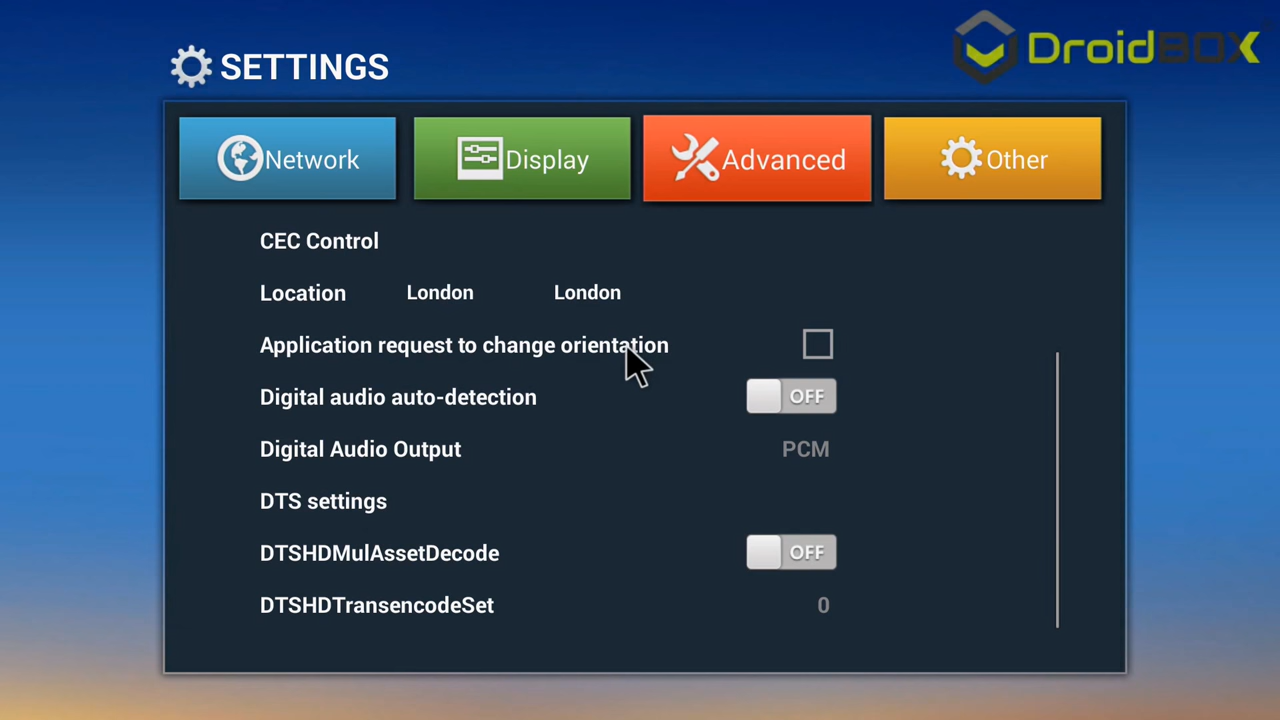 DroidBOX
SETTINGS
Network Display Advanced Other
CEC Control
Location London London
Application request to change orientation
Digital audio auto-detection OFF
Digital Audio Output PCM
DTS settings
DTSHDMulAssetDecode OFF
DTSHDTransencodeSet 0